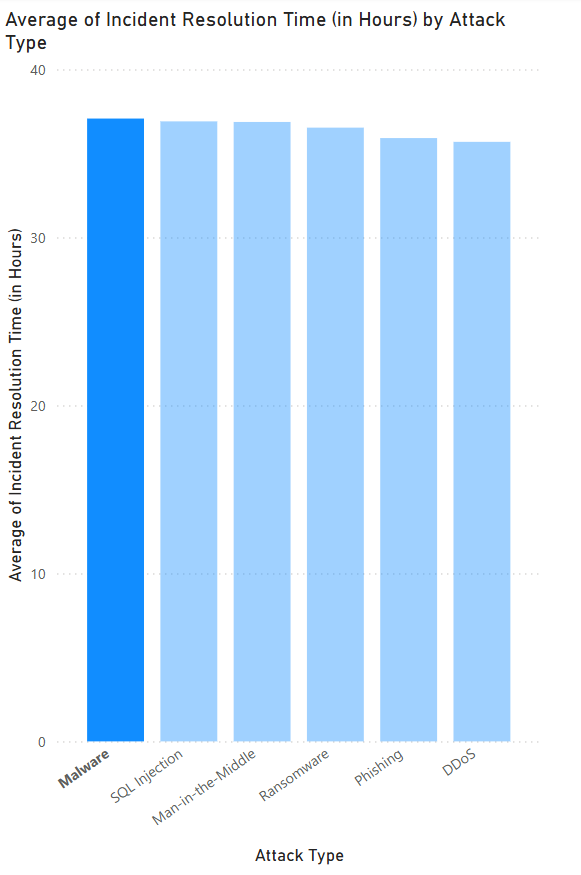 Average of Incident Resolution Time (in Hours) by Attack
Type
Average of Incident Resolution Time (in Hours)
40
30
20
10
0
Malware
SQL Injection
Man-in-the-Middle
Ransomware
Phishing
DDoS
Attack Type